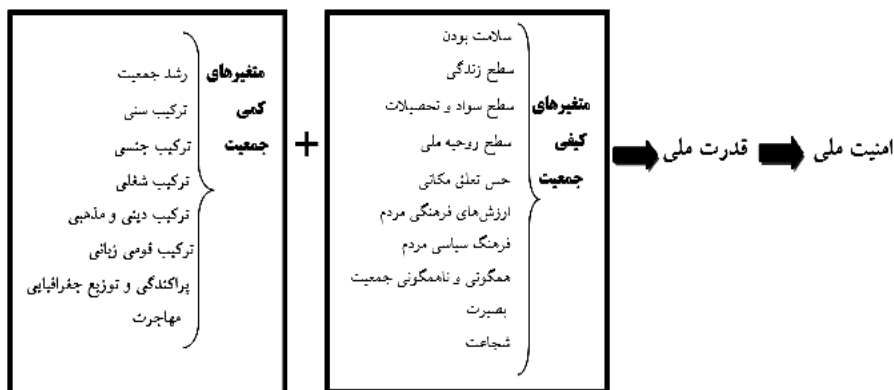 متغیرهای
کمی
جمعیت
رشد جمعیت
ترکیب سنی
ترکیب جنسی
ترکیب شغلی
ترکیب دینی و مذهبی
ترکیب قومی زبانی
پراکندگی و توزیع جغرافیایی
مهاجرت
+
متغیرهای
کیفی
جمعیت
سلامت بودن
سطح زندگی
سطح سواد و تحصیلات
سطح روحیه ملی
حس تعلق مکانی
ارزش‌های فرهنگی مردم
فرهنگ سیاسی مردم
همگونی و ناهمگونی جمعیت
بصیرت
شجاعت
قدرت ملی
امنیت ملی